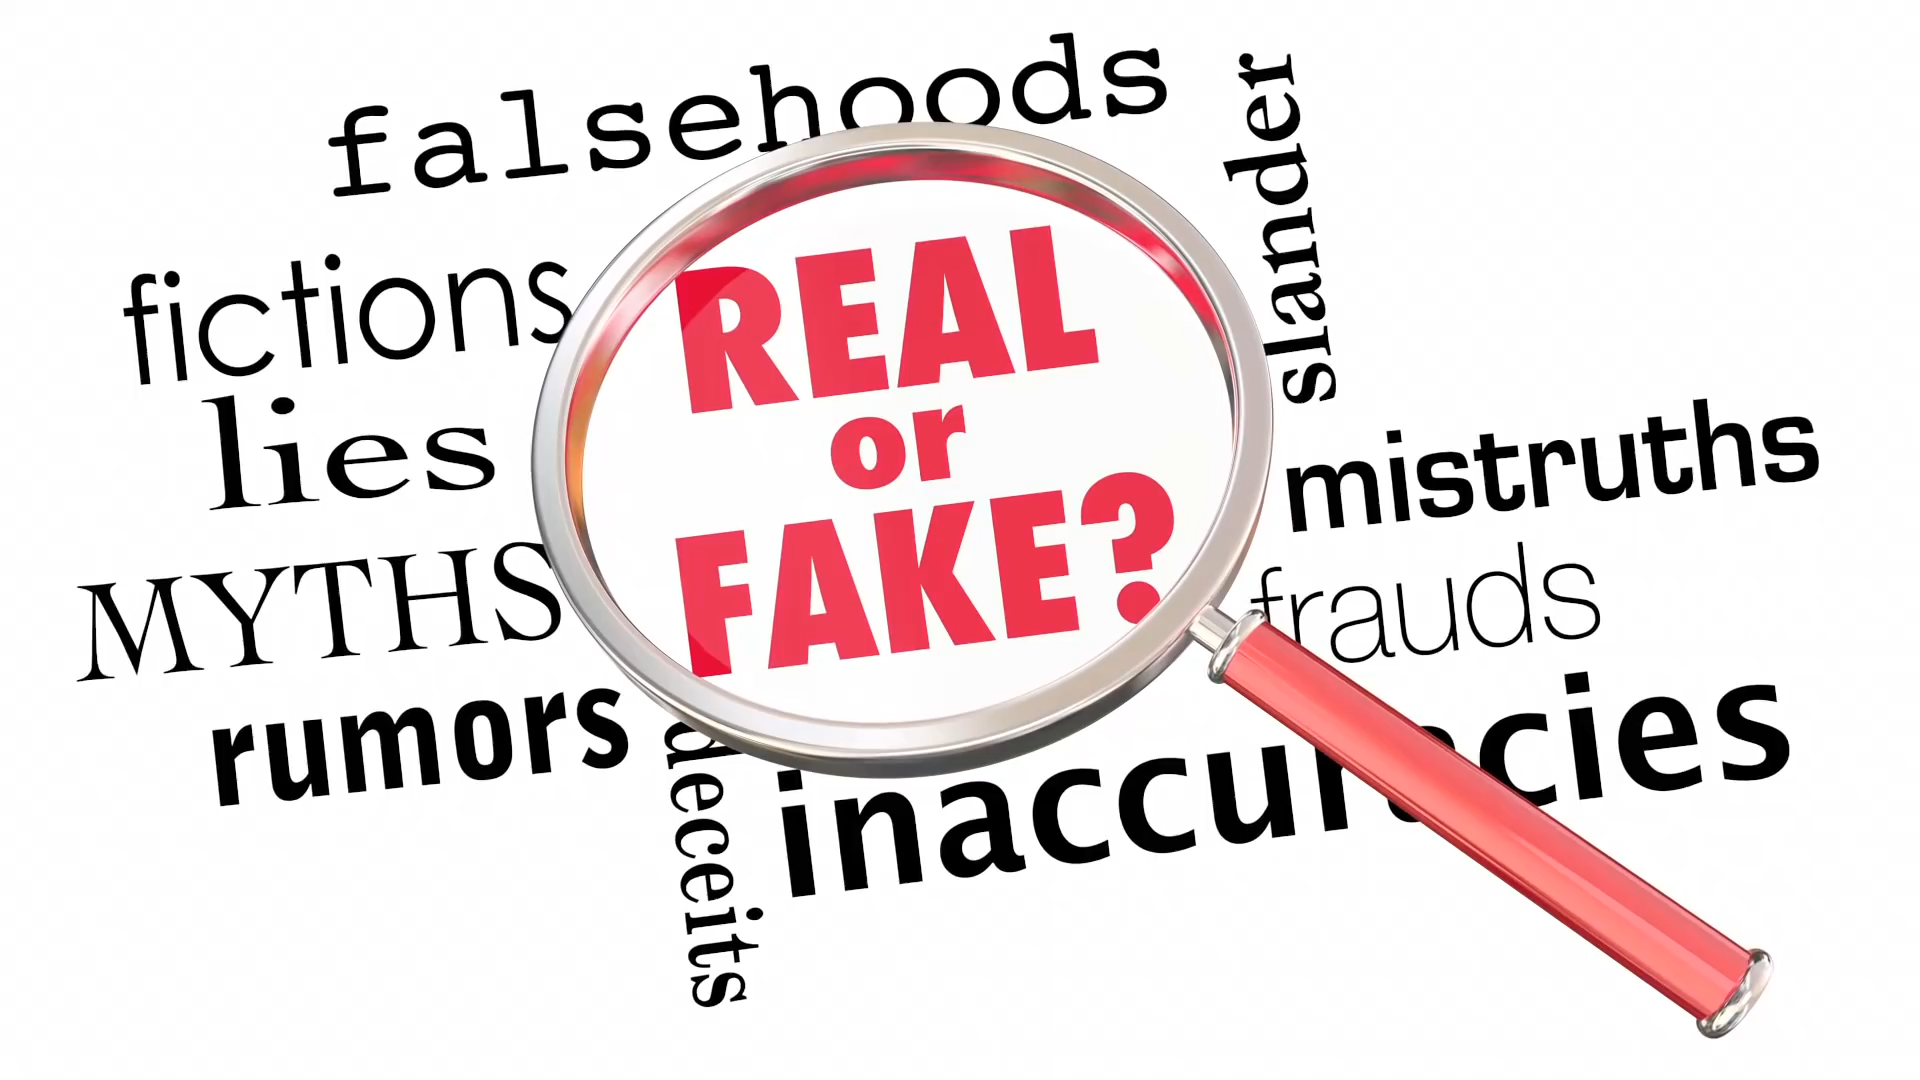 falsehoods
slander
fictions
REAL
or
FAKE?
lies
mistruths
MYTHS
frauds
rumors
deceits
inaccuracies